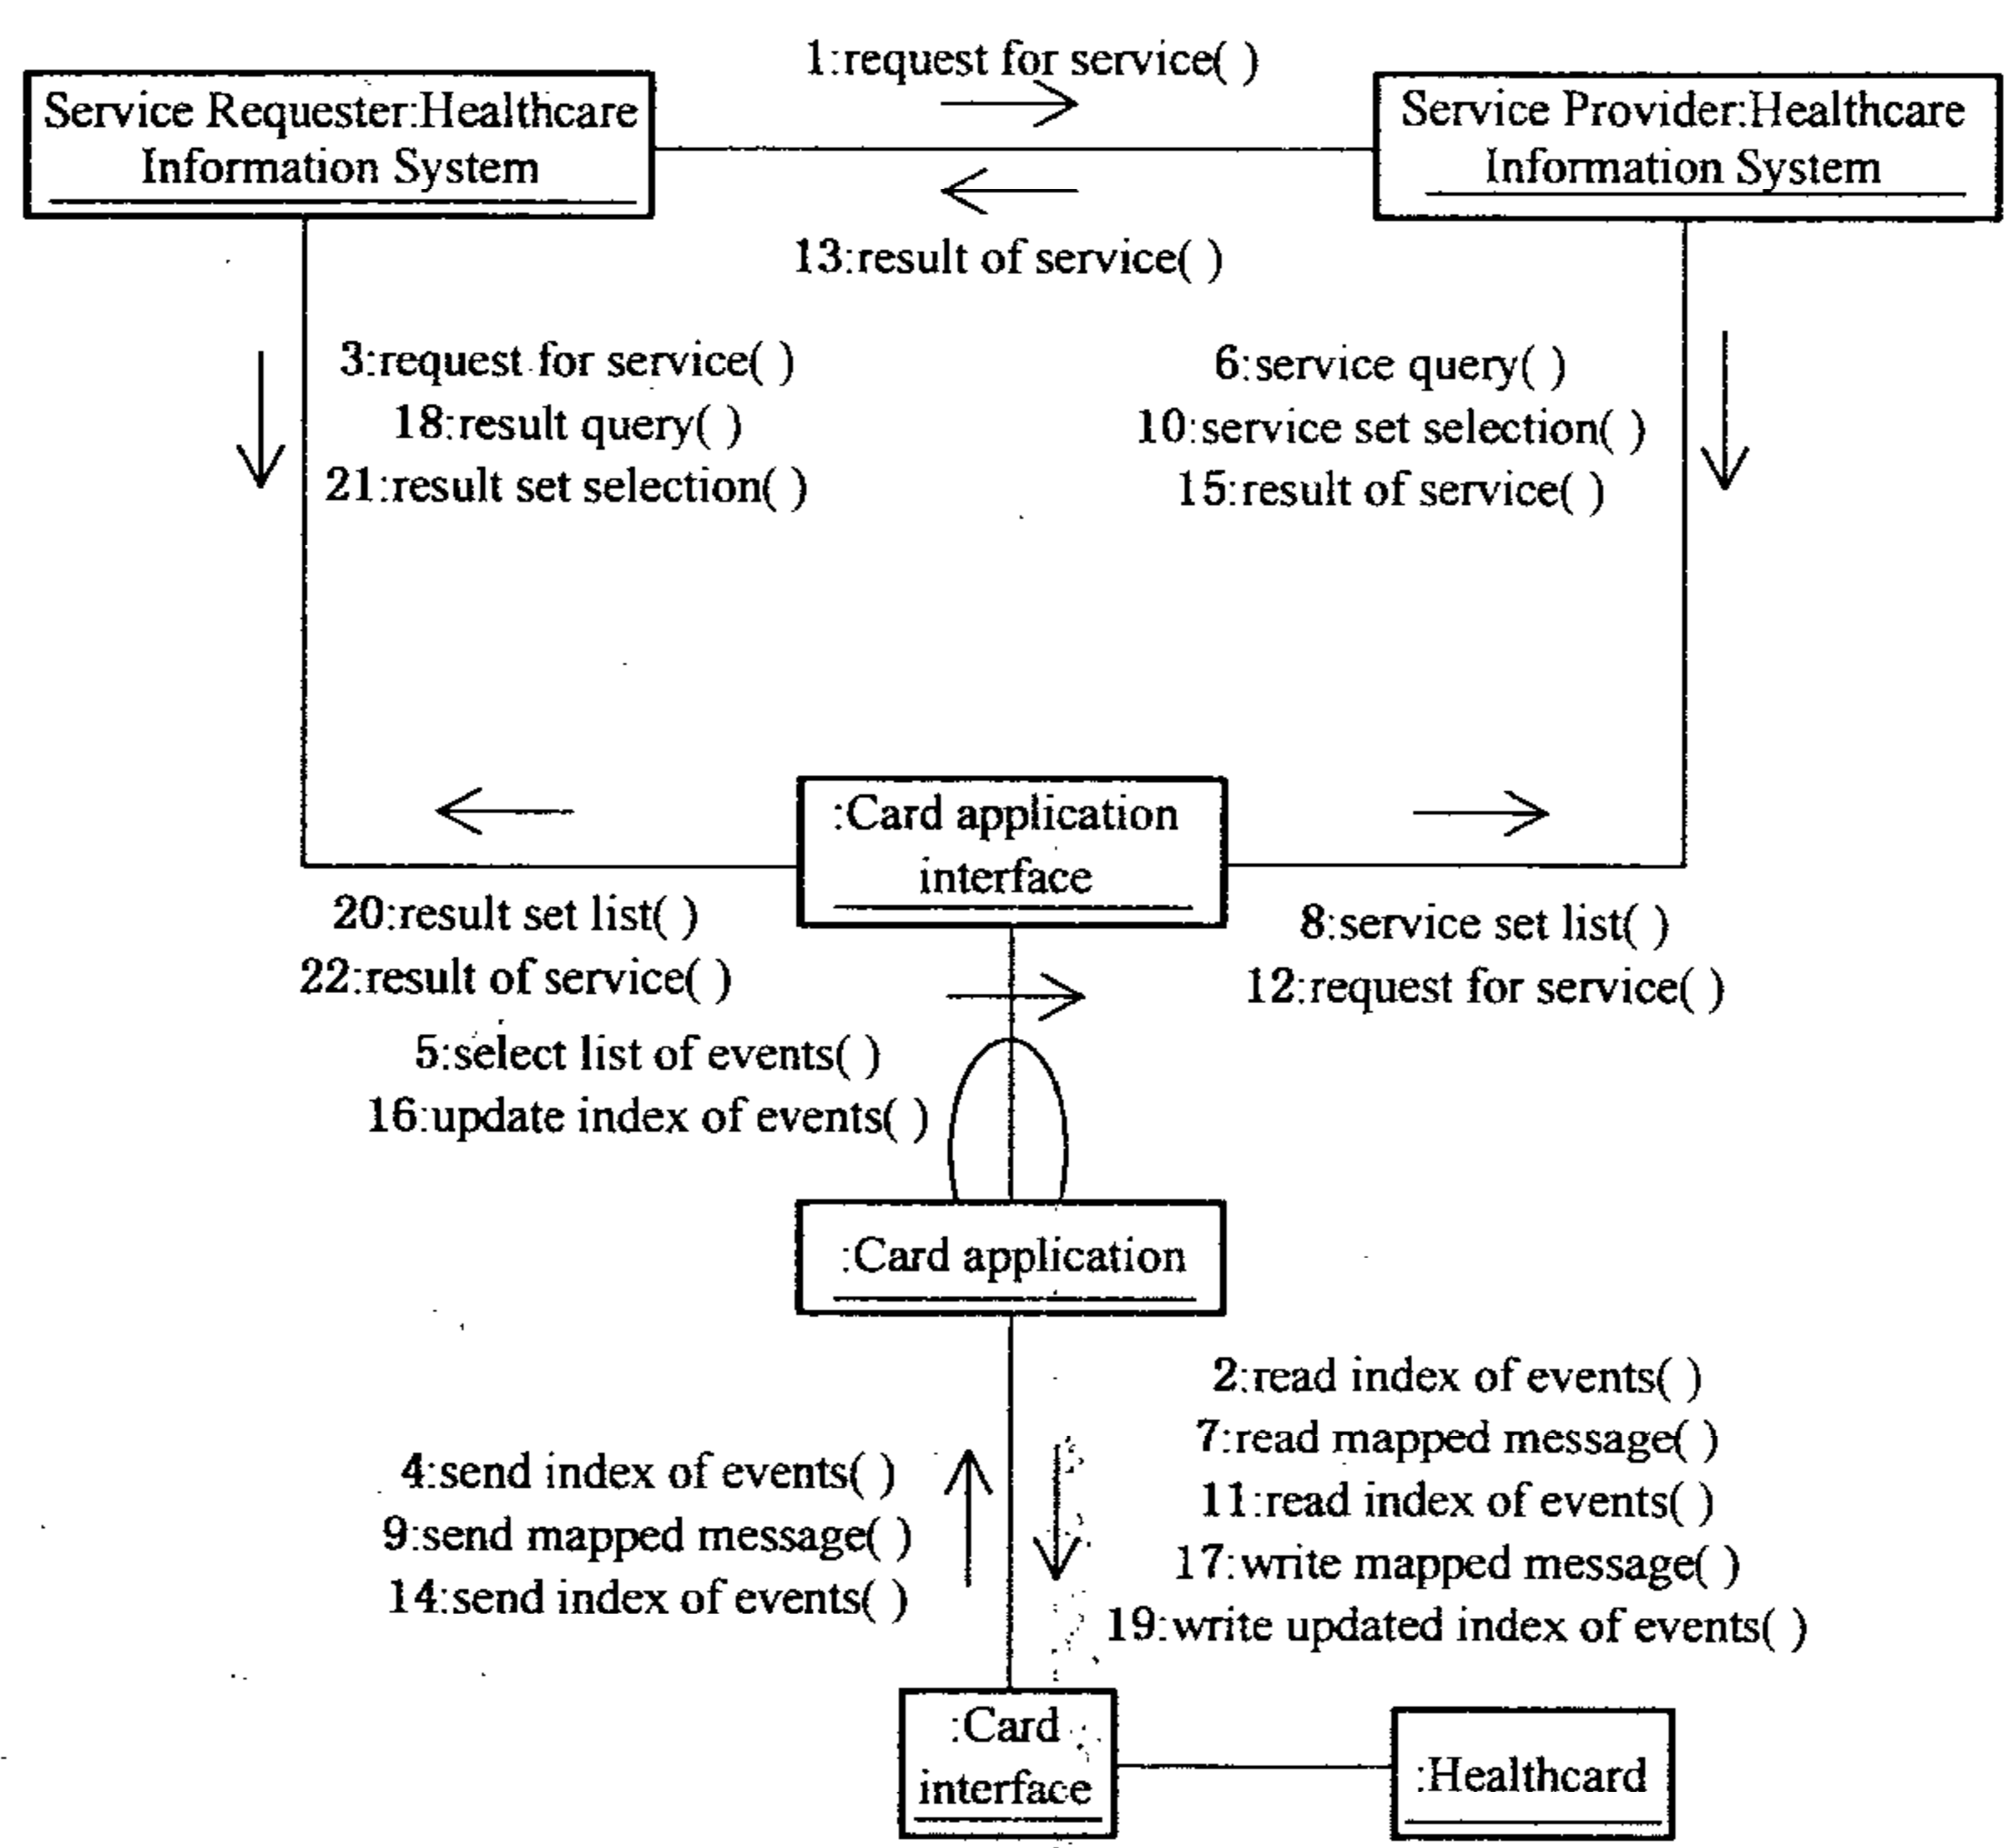 1:request for service( )
Service Requester:Healthcare
Information System
Service Provider:Healthcare
Information System
13:result of service( )
3:request for service( )
18:result query( )
21:result set selection( )
6:service query( )
10:service set selection( )
15:result of service( )
:Card application
interface
20:result set list( )
22:result of service( )
8:service set list( )
12:request for service( )
5:select list of events( )
16:update index of events( )
:Card application
2:read index of events( )
7:read mapped message( )
11:read index of events( )
17:write mapped message( )
19:write updated index of events( )
4:send index of events( )
9:send mapped message( )
14:send index of events( )
:Card
interface
:Healthcard